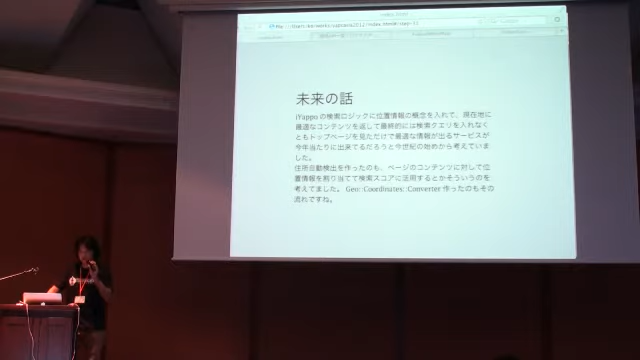 未来の話
iYappo の検索ロジックに位置情報の概念を入れて、現在地に
最適なコンテンツを返して最終的には検索クエリを入れなく
ともトップページを見ただけで最適な情報が出るサービスが
今年当たりに出来てるだろうと今世紀の始めから考えていま
した。
住所自動検出を作ったのも、ページのコンテンツに対して位
置情報を割り当てて検索スコアに活用するとかそういうのを
考えてました。 Geo::Coordinates::Converter 作ったのもその
流れですね。